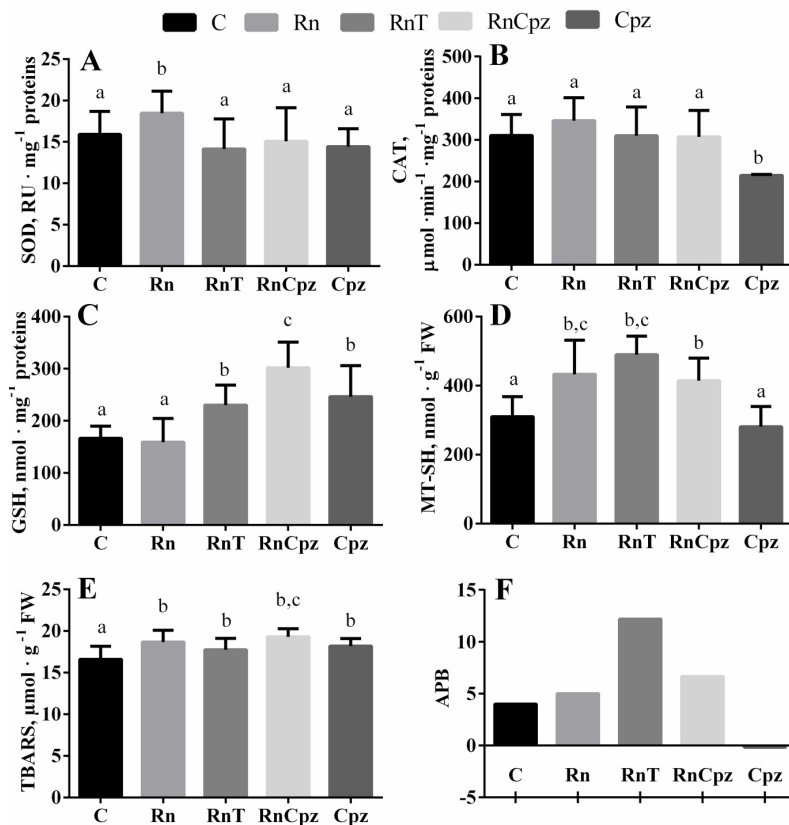 C Rn RnT RnCpz Cpz
A
SOD, RU · mg⁻¹ proteins
25
20
15
10
5
0
a b a a a
C Rn RnT RnCpz Cpz
B
CAT,
µmol ·min⁻¹ ·mg⁻¹ proteins
500
400
300
200
100
0
a a a a b
C Rn RnT RnCpz Cpz
C
GSH, nmol · mg⁻¹ proteins
400
300
200
100
0
a a b c b
C Rn RnT RnCpz Cpz
D
MT-SH, nmol · g⁻¹ FW
600
400
200
0
a b,c b,c b a
C Rn RnT RnCpz Cpz
E
TBARS, µmol · g⁻¹ FW
25
20
15
10
5
0
a b b b,c b
C Rn RnT RnCpz Cpz
F
APB
15
10
5
0
-5
C Rn RnT RnCpz Cpz